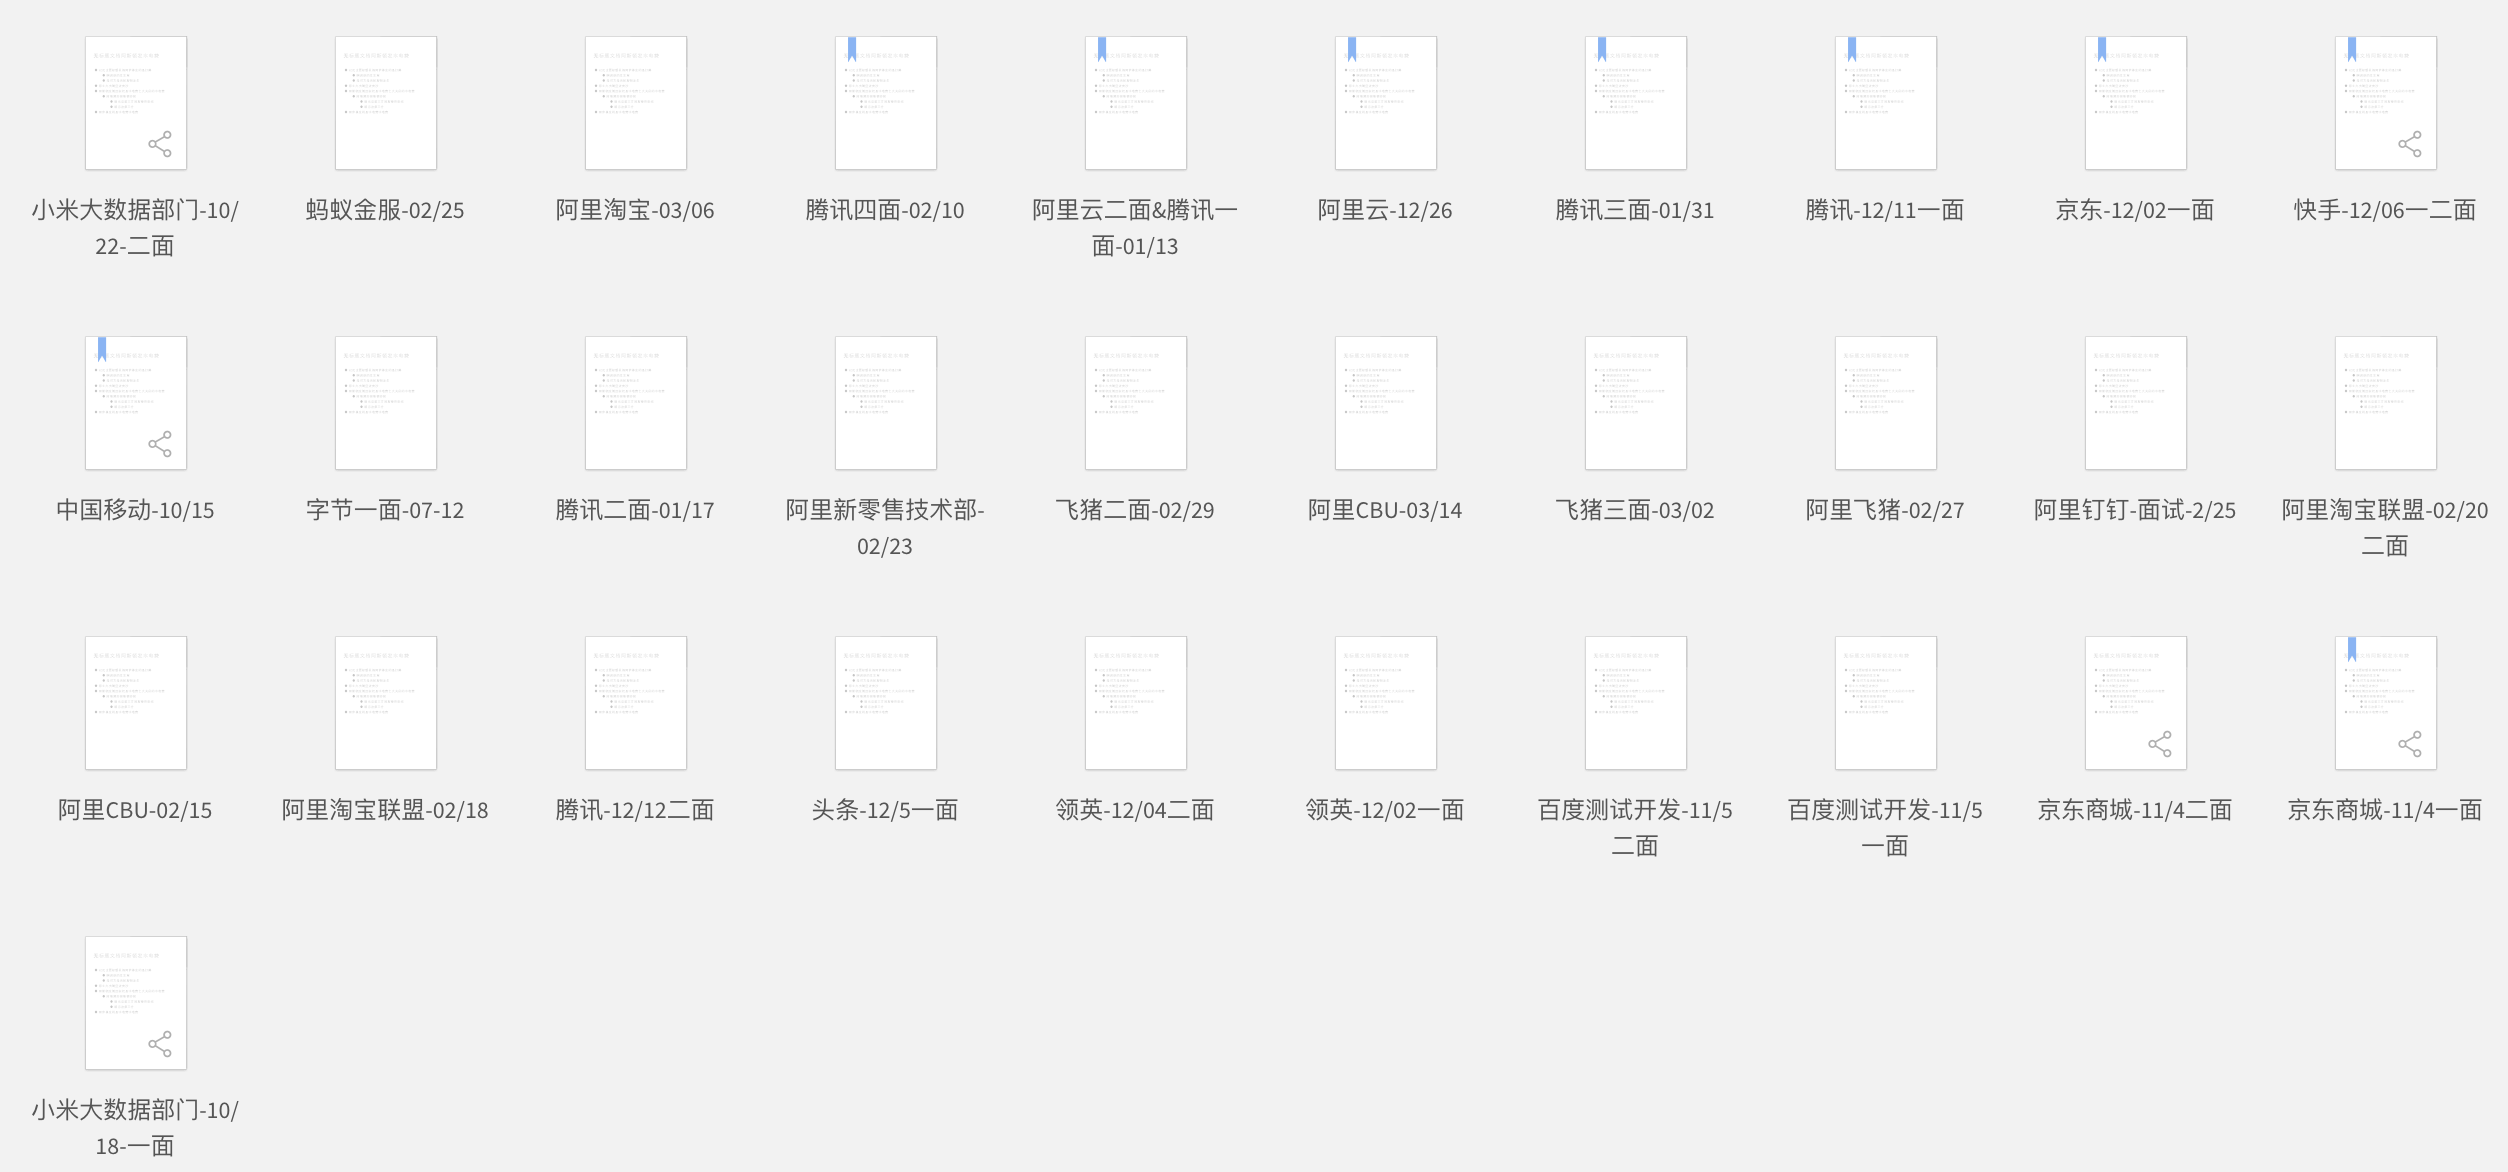 小米大数据部门-10/
22-二面
蚂蚁金服-02/25
阿里淘宝-03/06
腾讯四面-02/10
阿里云二面&腾讯一
面-01/13
阿里云-12/26
腾讯三面-01/31
腾讯-12/11一面
京东-12/02一面
快手-12/06一二面
中国移动-10/15
字节一面-07-12
腾讯二面-01/17
阿里新零售技术部-
02/23
飞猪二面-02/29
阿里CBU-03/14
飞猪三面-03/02
阿里飞猪-02/27
阿里钉钉-面试-2/25
阿里淘宝联盟-02/20
二面
阿里CBU-02/15
阿里淘宝联盟-02/18
腾讯-12/12二面
头条-12/5一面
领英-12/04二面
领英-12/02一面
百度测试开发-11/5
二面
百度测试开发-11/5
一面
京东商城-11/4二面
京东商城-11/4一面
小米大数据部门-10/
18-一面